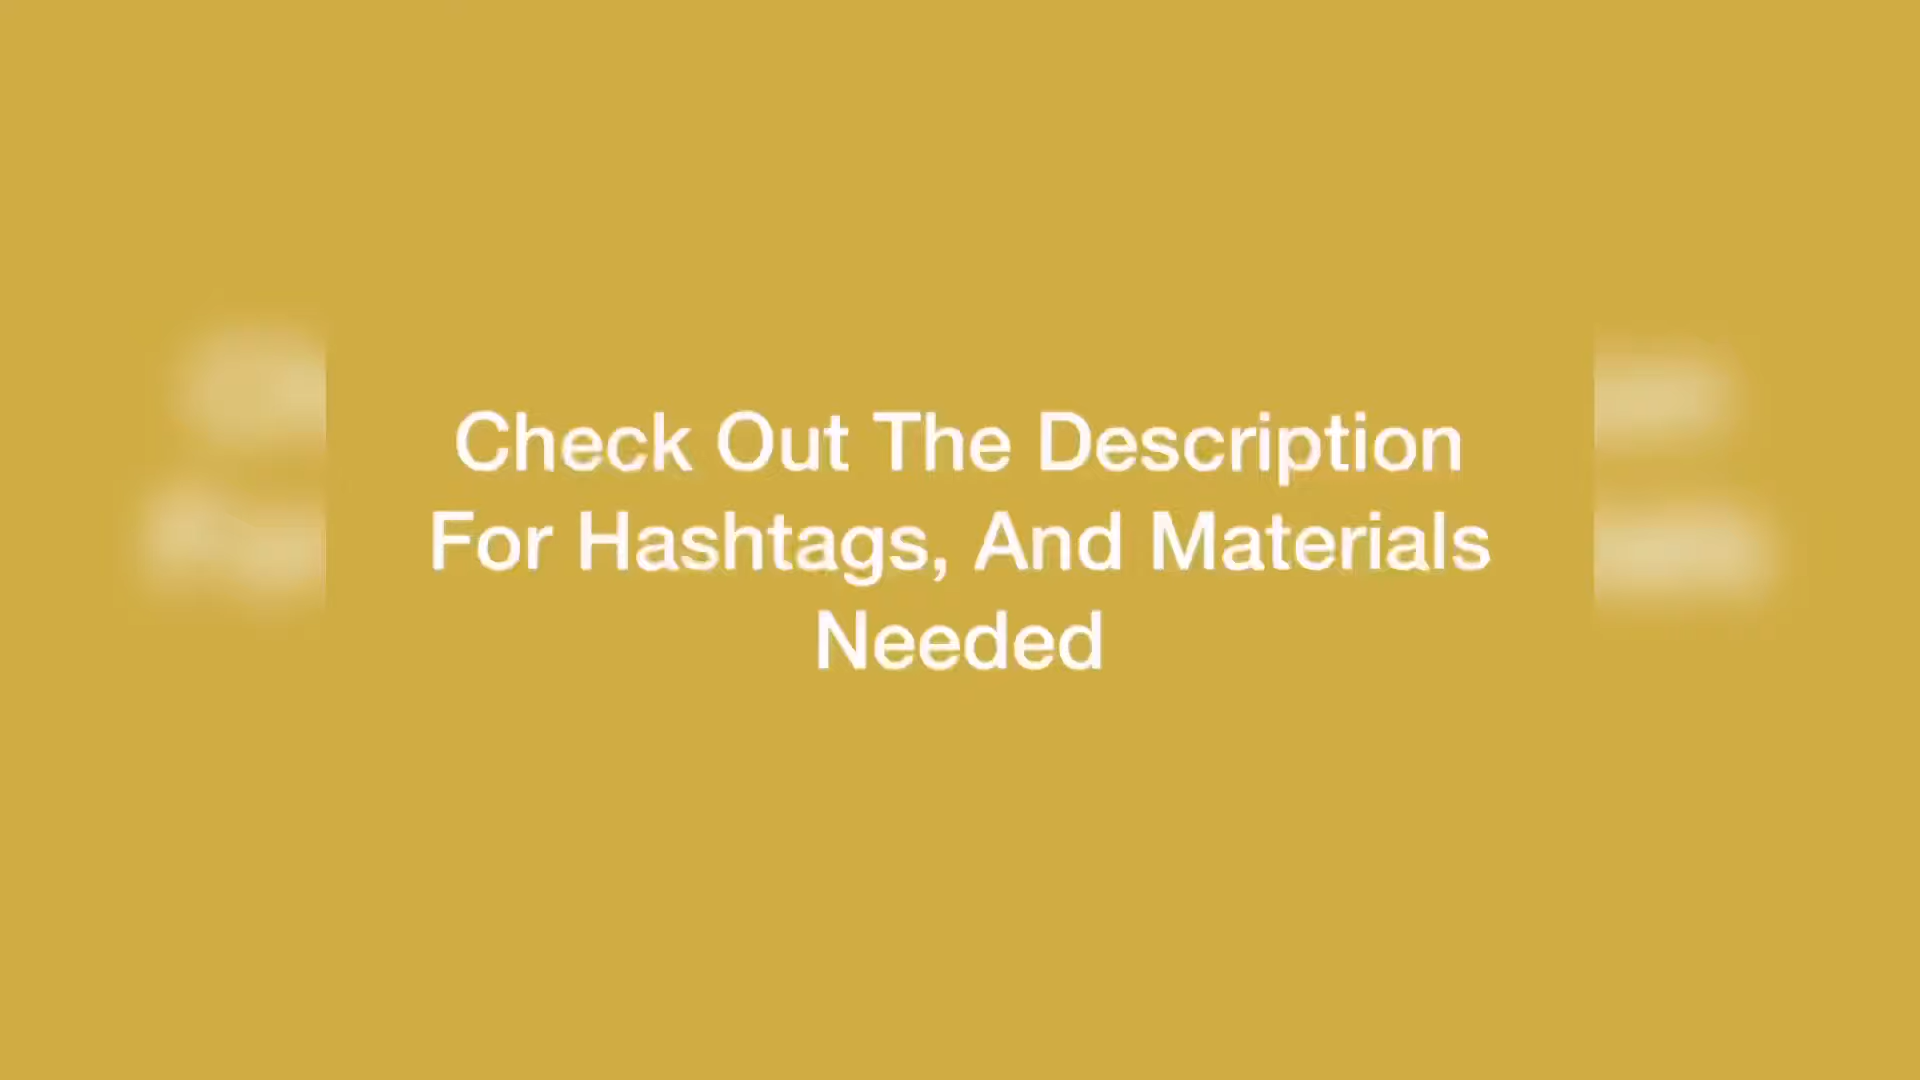 Check Out The Description
For Hashtags, And Materials
Needed